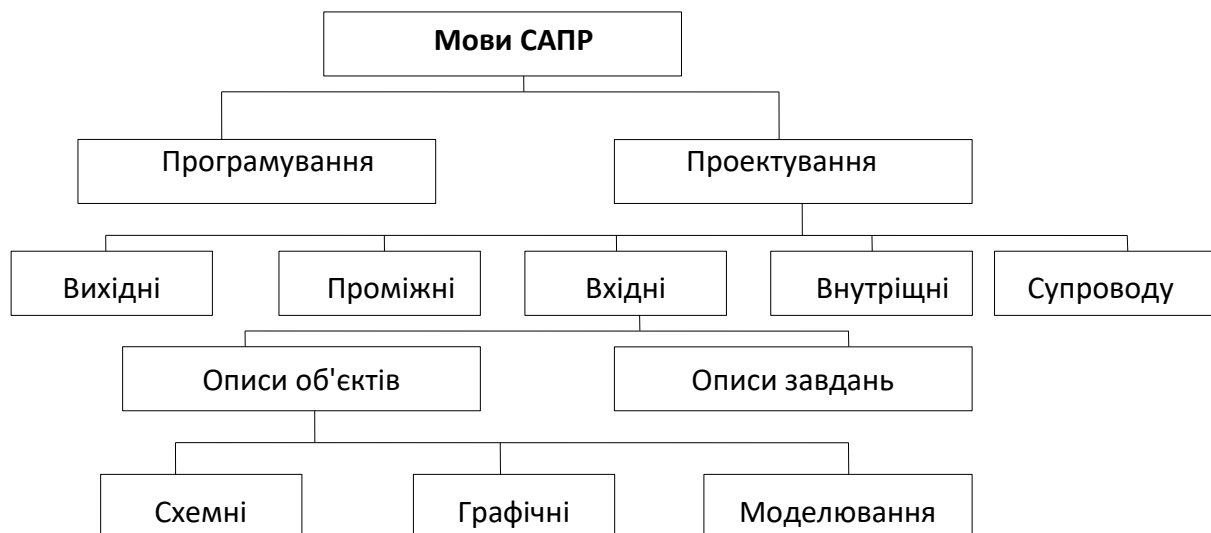 Мови САПР
Програмування
Проектування
Вихідні
Проміжні
Вхідні
Внутріщні
Супроводу
Описи об'єктів
Описи завдань
Схемні
Графічні
Моделювання